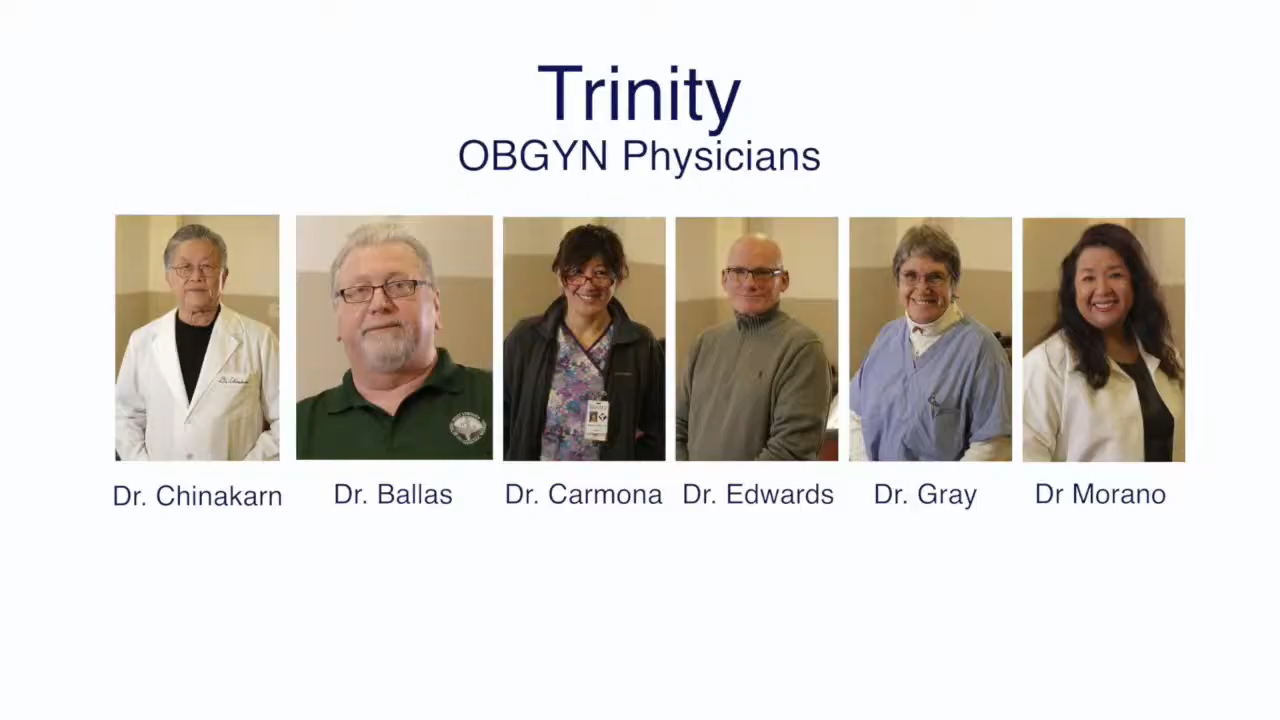 Trinity
OBGYN Physicians
Dr. Chinakarn
Dr. Ballas
Dr. Carmona
Dr. Edwards
Dr. Gray
Dr Morano